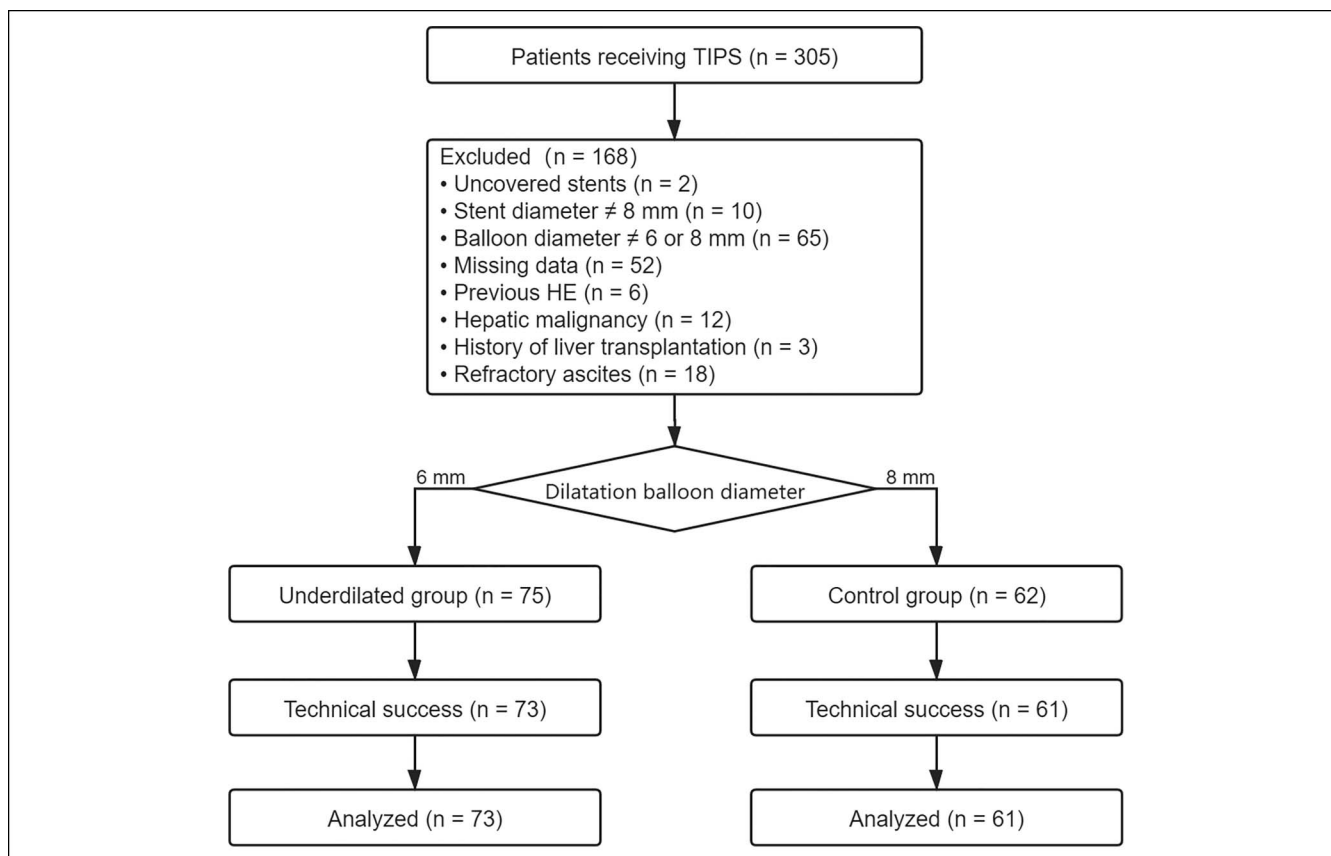 Patients receiving TIPS (n = 305)
Excluded (n = 168)
• Uncovered stents (n = 2)
• Stent diameter ≠ 8 mm (n = 10)
• Balloon diameter ≠ 6 or 8 mm (n = 65)
• Missing data (n = 52)
• Previous HE (n = 6)
• Hepatic malignancy (n = 12)
• History of liver transplantation (n = 3)
• Refractory ascites (n = 18)
6 mm
Dilatation balloon diameter
8 mm
Underdilated group (n = 75)
Control group (n = 62)
Technical success (n = 73)
Technical success (n = 61)
Analyzed (n = 73)
Analyzed (n = 61)